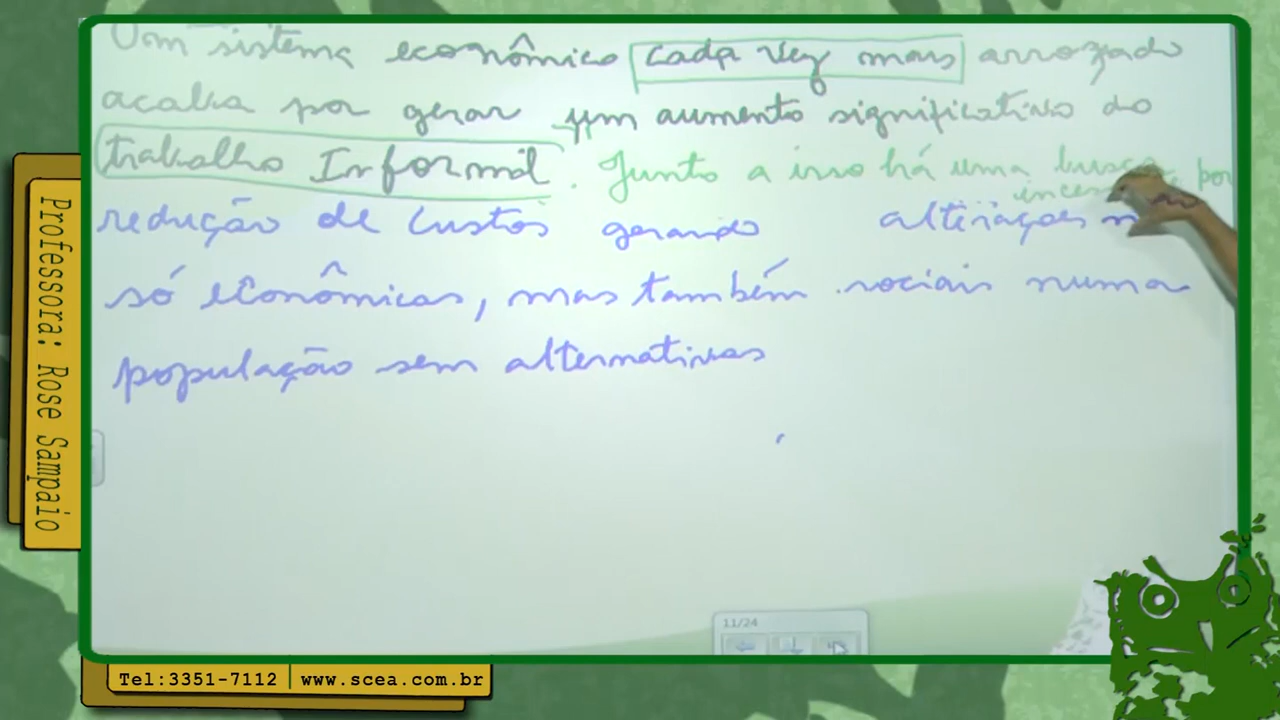 Um sistema econômico cada vez mais arrozado
acaba por gerar um aumento significativo do
trabalho Informal. Junto a isso há uma busca por
redução de custos gerando alterações
só econômicas, mas também sociais numa
população sem alternativas
11/24
Professora: Rose Sampaio
Tel:3351-7112 | www.scea.com.br